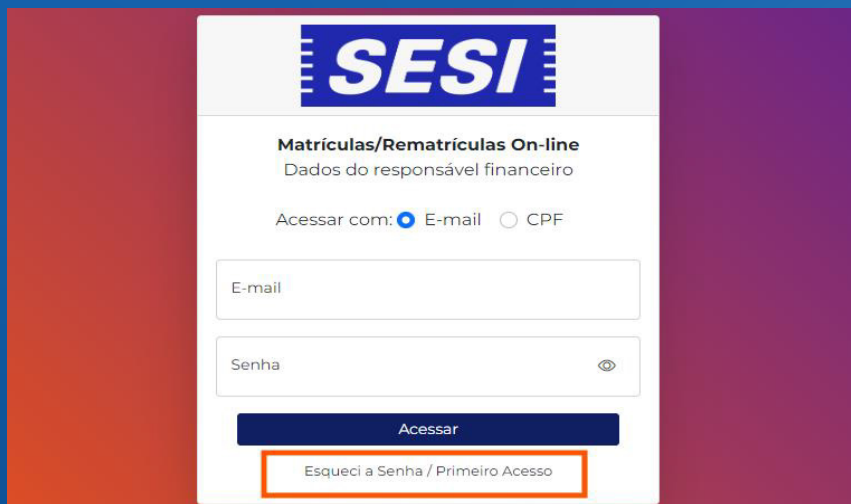 SESI
Matrículas/Rematrículas On-line
Dados do responsável financeiro
Acessar com: E-mail CPF
E-mail
Senha
Acessar
Esqueci a Senha / Primeiro Acesso